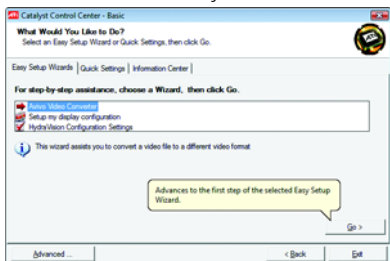 Catalyst Control Center - Basic
What Would You Like to Do?
Select an Easy Setup Wizard or Quick Settings, then click Go.
Easy Setup Wizards
Quick Settings
Information Center
For step-by-step assistance, choose a Wizard, then click Go.
Avivo Video Converter
Setup my display configuration
HydraVision Configuration Settings
This wizard assists you to convert a video file to a different video format
Advances to the first step of the selected Easy Setup
Wizard.
Go >
Advanced ...
< Back
Exit